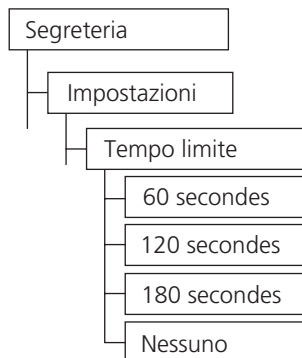 Segreteria
Impostazioni
Tempo limite
60 secondes
120 secondes
180 secondes
Nessuno